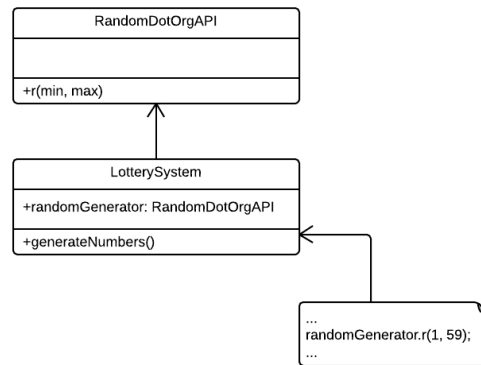 RandomDotOrgAPI
+r(min, max)
LotterySystem
+randomGenerator: RandomDotOrgAPI
+generateNumbers()
...
randomGenerator.r(1, 59);
...